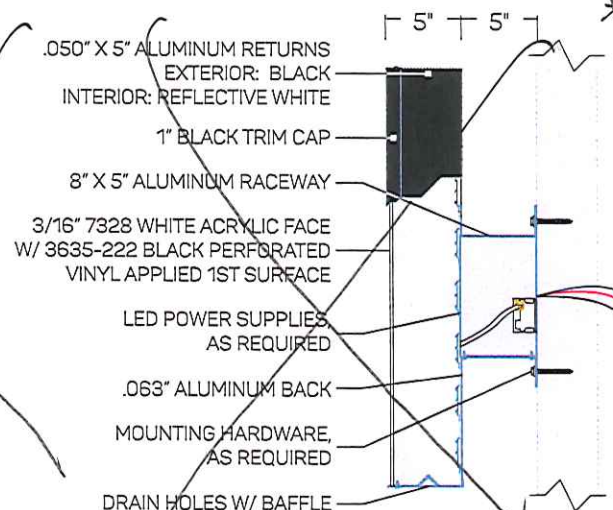 5" 5"
.050" X 5" ALUMINUM RETURNS
EXTERIOR: BLACK
INTERIOR: REFLECTIVE WHITE
1" BLACK TRIM CAP
8" X 5" ALUMINUM RACEWAY
3/16" 7328 WHITE ACRYLIC FACE
W/ 3635-222 BLACK PERFORATED
VINYL APPLIED 1ST SURFACE
LED POWER SUPPLIES,
AS REQUIRED
.063" ALUMINUM BACK
MOUNTING HARDWARE,
AS REQUIRED
DRAIN HOLES W/ BAFFLE